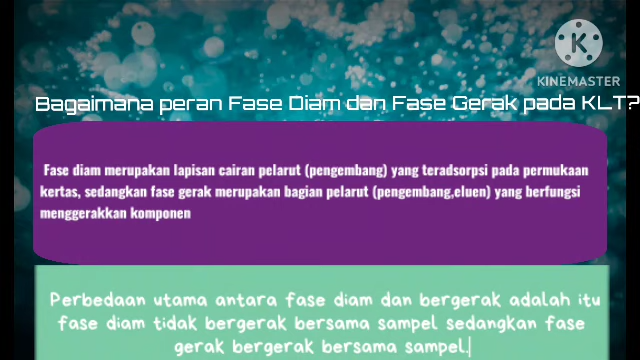 KINEMASTER
Bagaimana peran Fase Diam dan Fase Gerak pada KLT?
Fase diam merupakan lapisan cairan pelarut (pengembang) yang teradsorpsi pada permukaan
kertas, sedangkan fase gerak merupakan bagian pelarut (pengembang,eluen) yang berfungsi
menggerakkan komponen
Perbedaan utama antara fase diam dan bergerak adalah itu
fase diam tidak bergerak bersama sampel sedangkan fase
gerak bergerak bersama sampel.